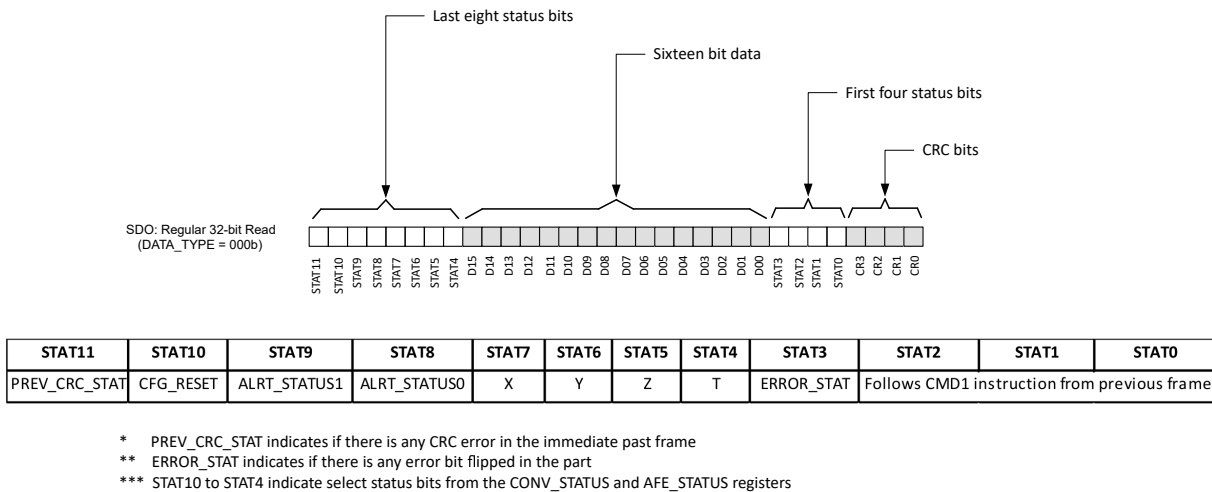 Last eight status bits
Sixteen bit data
First four status bits
CRC bits
SDO: Regular 32-bit Read
(DATA_TYPE = 000b)
STAT11 STAT10 STAT9 STAT8 STAT7 STAT6 STAT5 STAT4 D15 D14 D13 D12 D11 D10 D09 D08 D07 D06 D05 D04 D03 D02 D01 D00 STAT3 STAT2 STAT1 STAT0 CR3 CR2 CR1 CR0
STAT11 STAT10 STAT9 STAT8 STAT7 STAT6 STAT5 STAT4 STAT3 STAT2 STAT1 STAT0
PREV_CRC_STAT CFG_RESET ALRT_STATUS1 ALRT_STATUS0 X Y Z T ERROR_STAT Follows CMD1 instruction from previous frame
* PREV_CRC_STAT indicates if there is any CRC error in the immediate past frame
** ERROR_STAT indicates if there is any error bit flipped in the part
*** STAT10 to STAT4 indicate select status bits from the CONV_STATUS and AFE_STATUS registers